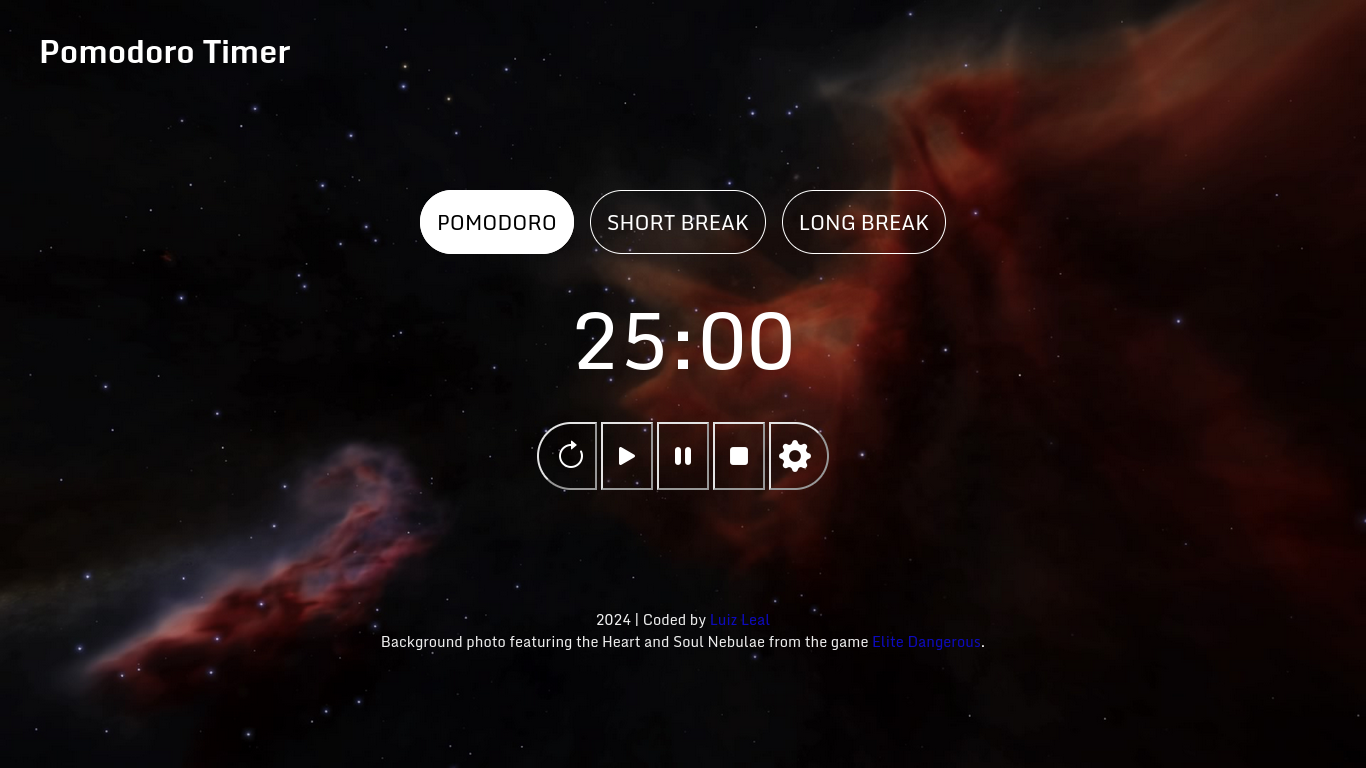 Pomodoro Timer
POMODORO
SHORT BREAK
LONG BREAK
25:00
2024 | Coded by Luiz Leal
Background photo featuring the Heart and Soul Nebulae from the game Elite Dangerous.